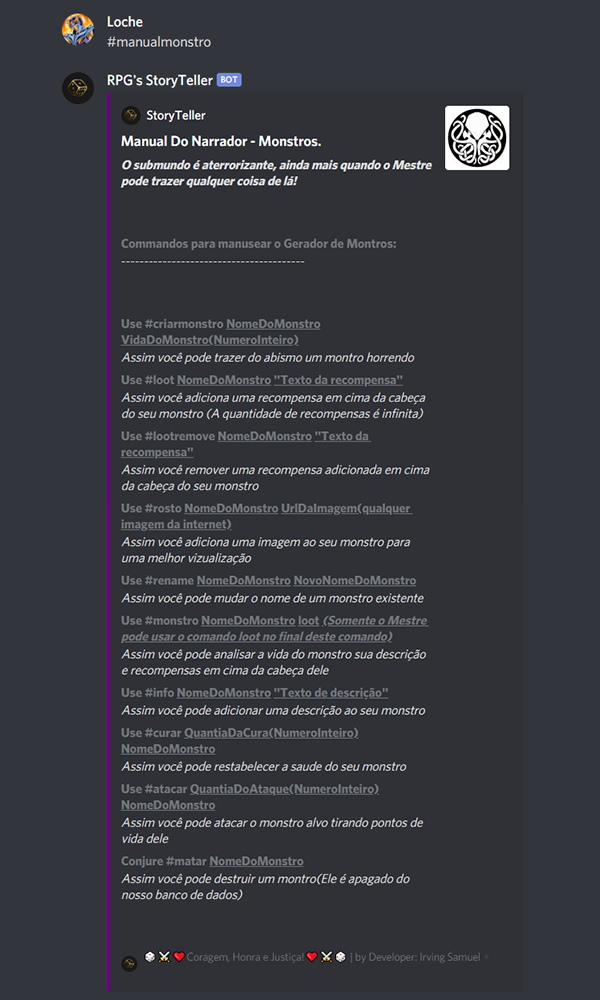 Loche
#manualmonstro
RPG's StoryTeller BOT
StoryTeller
Manual Do Narrador - Monstros.
O submundo é aterrorizante, ainda mais quando o Mestre
pode trazer qualquer coisa de lá!
Commandos para manusear o Gerador de Montros:
----------------------------------------
Use #criarmonstro NomeDoMonstro
VidaDoMonstro(NumeroInteiro)
Assim você pode trazer do abismo um montro horrendo
Use #loot NomeDoMonstro "Texto da recompensa"
Assim você adiciona uma recompensa em cima da cabeça
do seu monstro (A quantidade de recompensas é infinita)
Use #lootremove NomeDoMonstro "Texto da
recompensa"
Assim você remover uma recompensa adicionada em cima
da cabeça do seu monstro
Use #rosto NomeDoMonstro UrlDaImagem(qualquer
imagem da internet)
Assim você adiciona uma imagem ao seu monstro para
uma melhor vizualização
Use #rename NomeDoMonstro NovoNomeDoMonstro
Assim você pode mudar o nome de um monstro existente
Use #monstro NomeDoMonstro loot (Somente o Mestre
pode usar o comando loot no final deste comando)
Assim você pode analisar a vida do monstro sua descrição
e recompensas em cima da cabeça dele
Use #info NomeDoMonstro "Texto de descrição"
Assim você pode adicionar uma descrição ao seu monstro
Use #curar QuantiaDaCura(NumeroInteiro)
NomeDoMonstro
Assim você pode restabelecer a saude do seu monstro
Use #atacar QuantiaDoAtaque(NumeroInteiro)
NomeDoMonstro
Assim você pode atacar o monstro alvo tirando pontos de
vida dele
Conjure #matar NomeDoMonstro
Assim você pode destruir um montro(Ele é apagado do
nosso banco de dados)
Coragem, Honra e Justiça! | by Developer: Irving Samuel